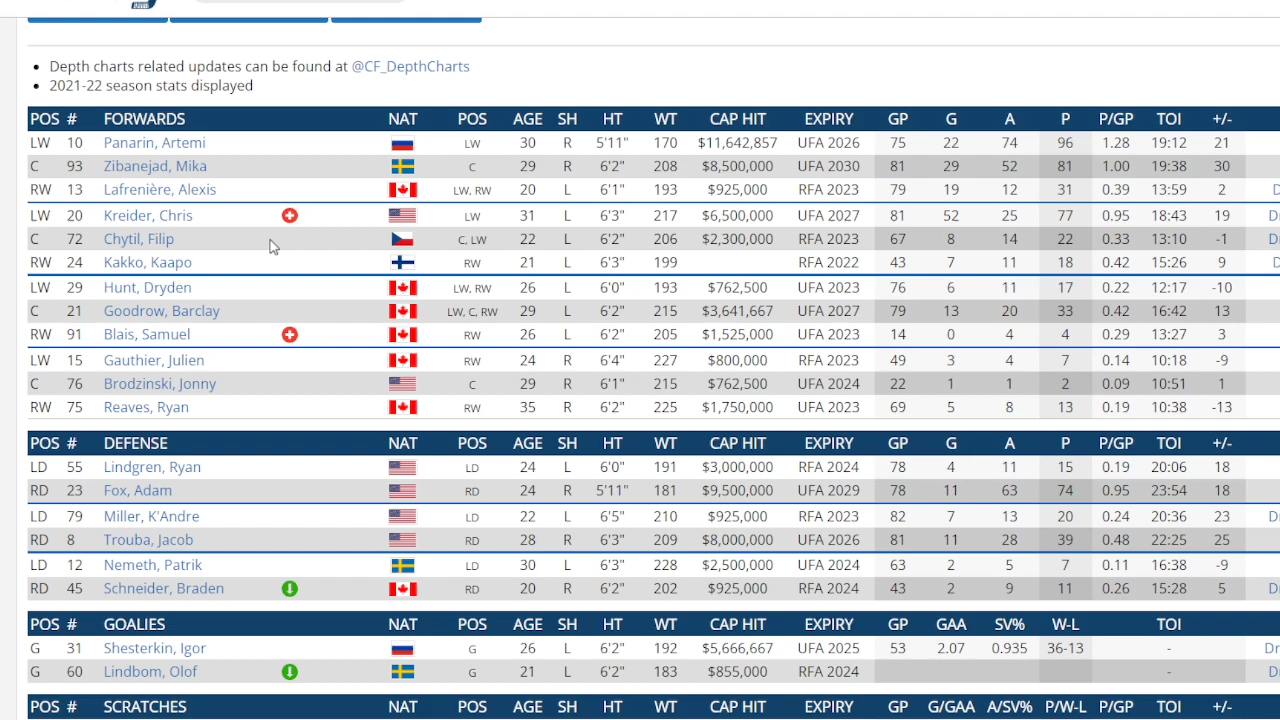 Depth charts related updates can be found at @CF_DepthCharts
2021-22 season stats displayed
POS # FORWARDS NAT POS AGE SH HT WT CAP HIT EXPIRY GP G A P P/GP TOI +/-
LW 10 Panarin, Artemi LW 30 R 5'11" 170 $11,642,857 UFA 2026 75 22 74 96 1.28 19:12 21
C 93 Zibanejad, Mika C 29 R 6'2" 208 $8,500,000 UFA 2030 81 29 52 81 1.00 19:38 30
RW 13 Lafrenière, Alexis LW, RW 20 L 6'1" 193 $925,000 RFA 2023 79 19 12 31 0.39 13:59 2 D
LW 20 Kreider, Chris LW 31 L 6'3" 217 $6,500,000 UFA 2027 81 52 25 77 0.95 18:43 19 Dr
C 72 Chytil, Filip C, LW 22 L 6'2" 206 $2,300,000 RFA 2023 67 8 14 22 0.33 13:10 -1 Dr
RW 24 Kakko, Kaapo RW 21 L 6'3" 199 RFA 2022 43 7 11 18 0.42 15:26 9 D
LW 29 Hunt, Dryden LW, RW 26 L 6'0" 193 $762,500 UFA 2023 76 6 11 17 0.22 12:17 -10
C 21 Goodrow, Barclay LW, C, RW 29 L 6'2" 215 $3,641,667 UFA 2027 79 13 20 33 0.42 16:42 13
RW 91 Blais, Samuel RW 26 L 6'2" 205 $1,525,000 UFA 2023 14 0 4 4 0.29 13:27 3
LW 15 Gauthier, Julien RW 24 R 6'4" 227 $800,000 RFA 2023 49 3 4 7 0.14 10:18 -9
C 76 Brodzinski, Jonny C 29 R 6'1" 215 $762,500 UFA 2024 22 1 1 2 0.09 10:51 1
RW 75 Reaves, Ryan RW 35 R 6'2" 225 $1,750,000 UFA 2023 69 5 8 13 0.19 10:38 -13
POS # DEFENSE NAT POS AGE SH HT WT CAP HIT EXPIRY GP G A P P/GP TOI +/-
LD 55 Lindgren, Ryan LD 24 L 6'0" 191 $3,000,000 RFA 2024 78 4 11 15 0.19 20:06 18
RD 23 Fox, Adam RD 24 R 5'11" 181 $9,500,000 UFA 2029 78 11 63 74 0.95 23:54 18
LD 79 Miller, K'Andre LD 22 L 6'5" 210 $925,000 RFA 2023 82 7 13 20 0.24 20:36 23 Dr
RD 8 Trouba, Jacob RD 28 R 6'3" 209 $8,000,000 UFA 2026 81 11 28 39 0.48 22:25 25
LD 12 Nemeth, Patrik LD 30 L 6'3" 228 $2,500,000 UFA 2024 63 2 5 7 0.11 16:38 -9
RD 45 Schneider, Braden RD 20 R 6'2" 202 $925,000 RFA 2024 43 2 9 11 0.26 15:28 5 Dr
POS # GOALIES NAT POS AGE SH HT WT CAP HIT EXPIRY GP GAA SV% W-L TOI
G 31 Shesterkin, Igor G 26 L 6'2" 192 $5,666,667 UFA 2025 53 2.07 0.935 36-13 - Dr
G 60 Lindbom, Olof G 21 L 6'2" 183 $855,000 RFA 2024 - Dr
POS # SCRATCHES NAT POS AGE SH HT WT CAP HIT EXPIRY GP G/GAA A/SV% P/W-L P/GP TOI +/-